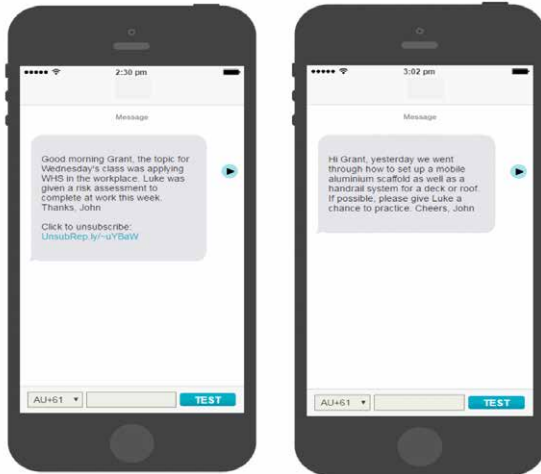 2:30 pm
Message
Good morning Grant, the topic for
Wednesday's class was applying
WHS in the workplace. Luke was
given a risk assessment to
complete at work this week.
Thanks, John
Click to unsubscribe:
UnsubRep.ly/~uYBaW
AU+61
TEST
3:02 pm
Message
Hi Grant, yesterday we went
through how to set up a mobile
aluminium scaffold as well as a
handrail system for a deck or roof.
If possible, please give Luke a
chance to practice. Cheers, John
AU+61
TEST